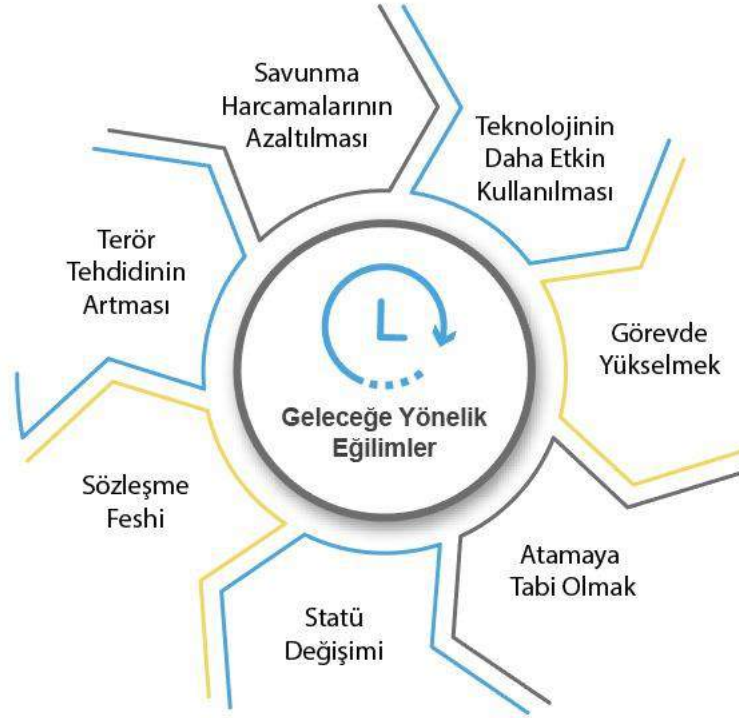 Savunma
Harcamalarının
Azaltılması
Teknolojinin
Daha Etkin
Kullanılması
Terör
Tehdidinin
Artması
Görevde
Yükselmek
Geleceğe Yönelik
Eğilimler
Sözleşme
Feshi
Atamaya
Tabi Olmak
Statü
Değişimi